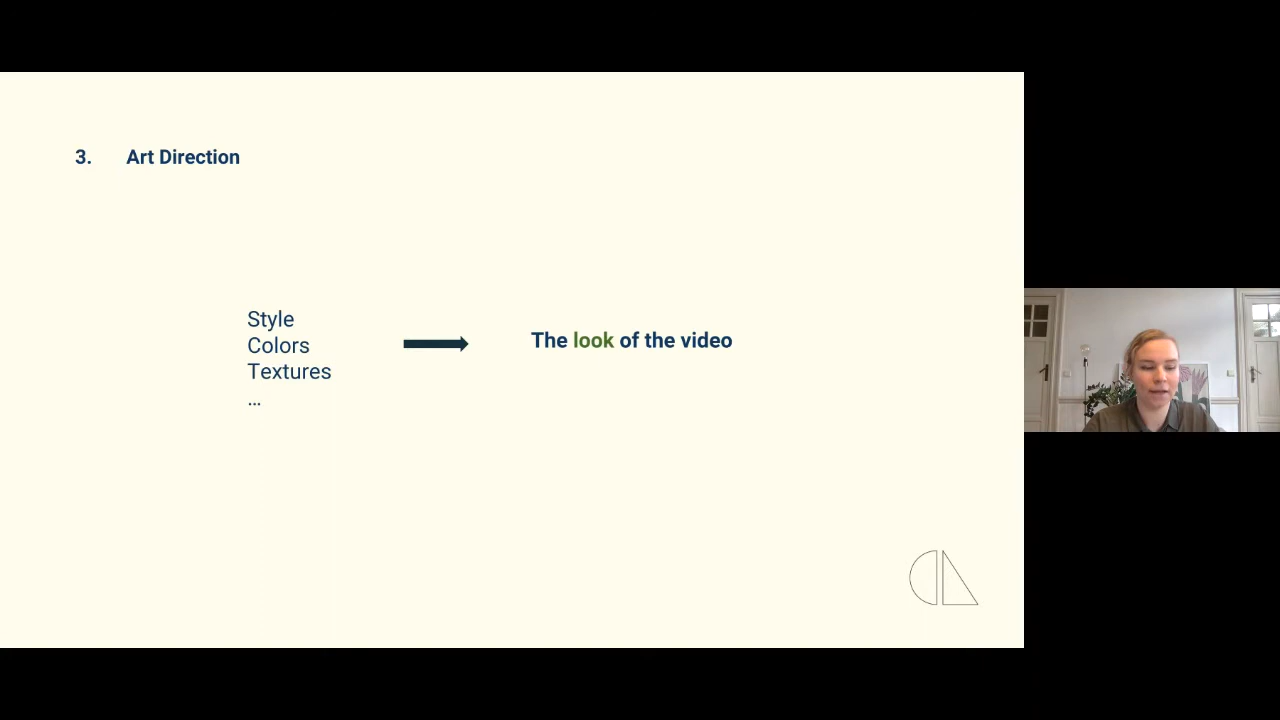 3. Art Direction
Style
Colors
Textures
...
The look of the video